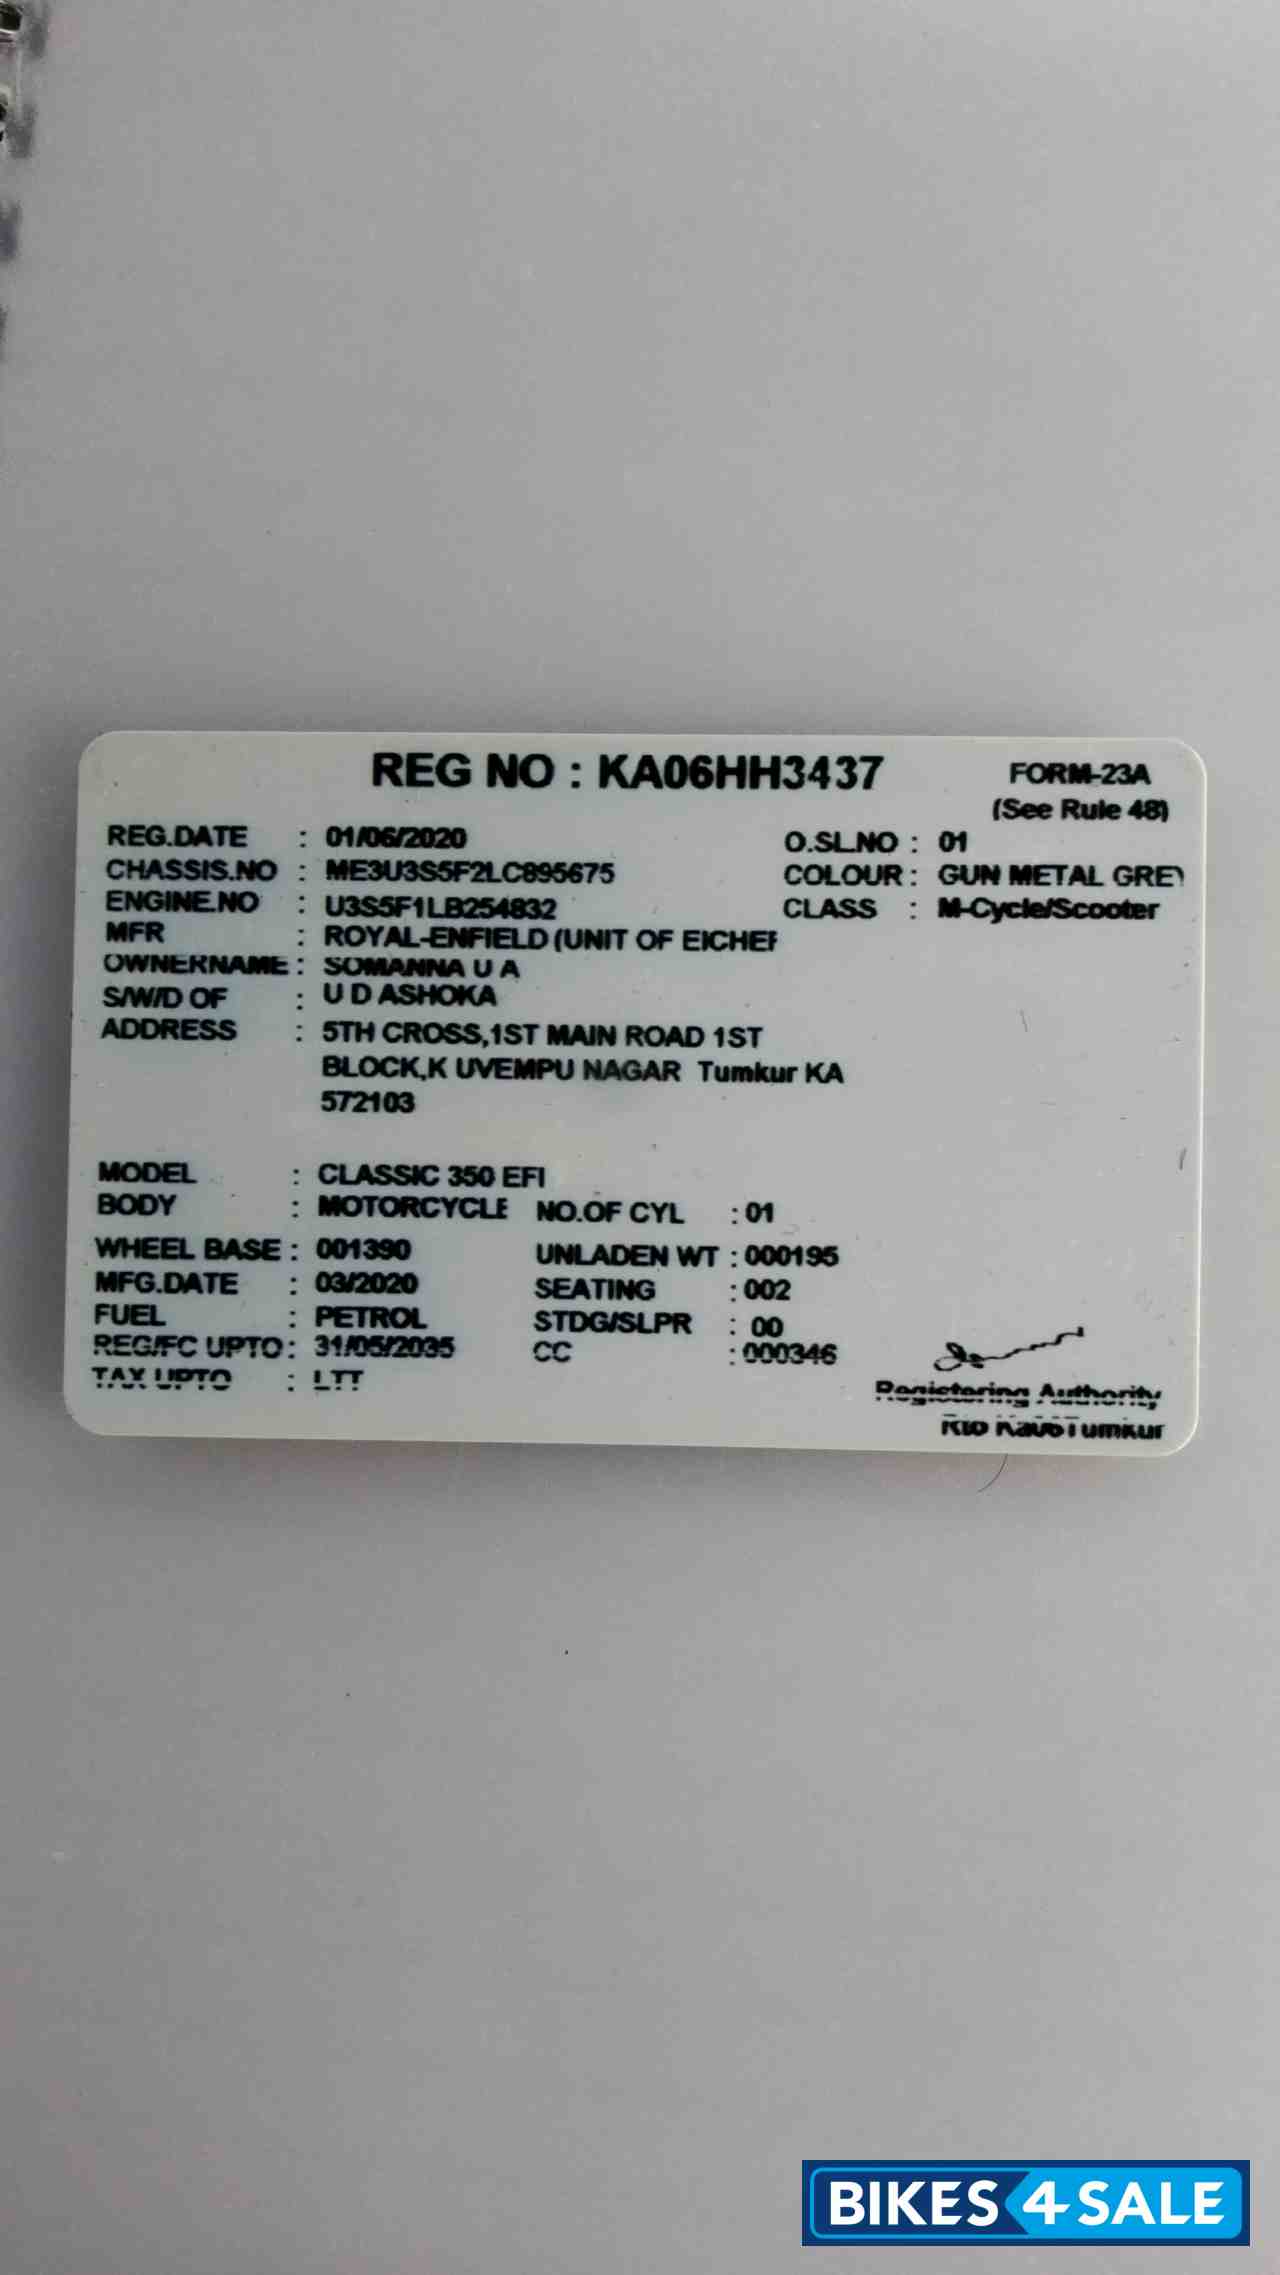 REG NO : KA06HH3437
FORM-23A
(See Rule 48)
REG.DATE : 01/06/2020 O.SL.NO : 01
CHASSIS.NO : ME3U3S5F2LC895675 COLOUR : GUN METAL GREY
ENGINE.NO : U3S5F1LB254832 CLASS : M-Cycle/Scooter
MFR : ROYAL-ENFIELD (UNIT OF EICHER
OWNERNAME : SOMANNA U A
S/W/D OF : U D ASHOKA
ADDRESS : 5TH CROSS,1ST MAIN ROAD 1ST
BLOCK,K UVEMPU NAGAR Tumkur KA
572103
MODEL : CLASSIC 350 EFI
BODY : MOTORCYCLE NO.OF CYL : 01
WHEEL BASE : 001390 UNLADEN WT : 000195
MFG.DATE : 03/2020 SEATING : 002
FUEL : PETROL STDG/SLPR : 00
REG/FC UPTO : 31/05/2035 CC : 000346
TAX UPTO : LTT
Registering Authority
Rto Ka06Tumkur
BIKES4SALE